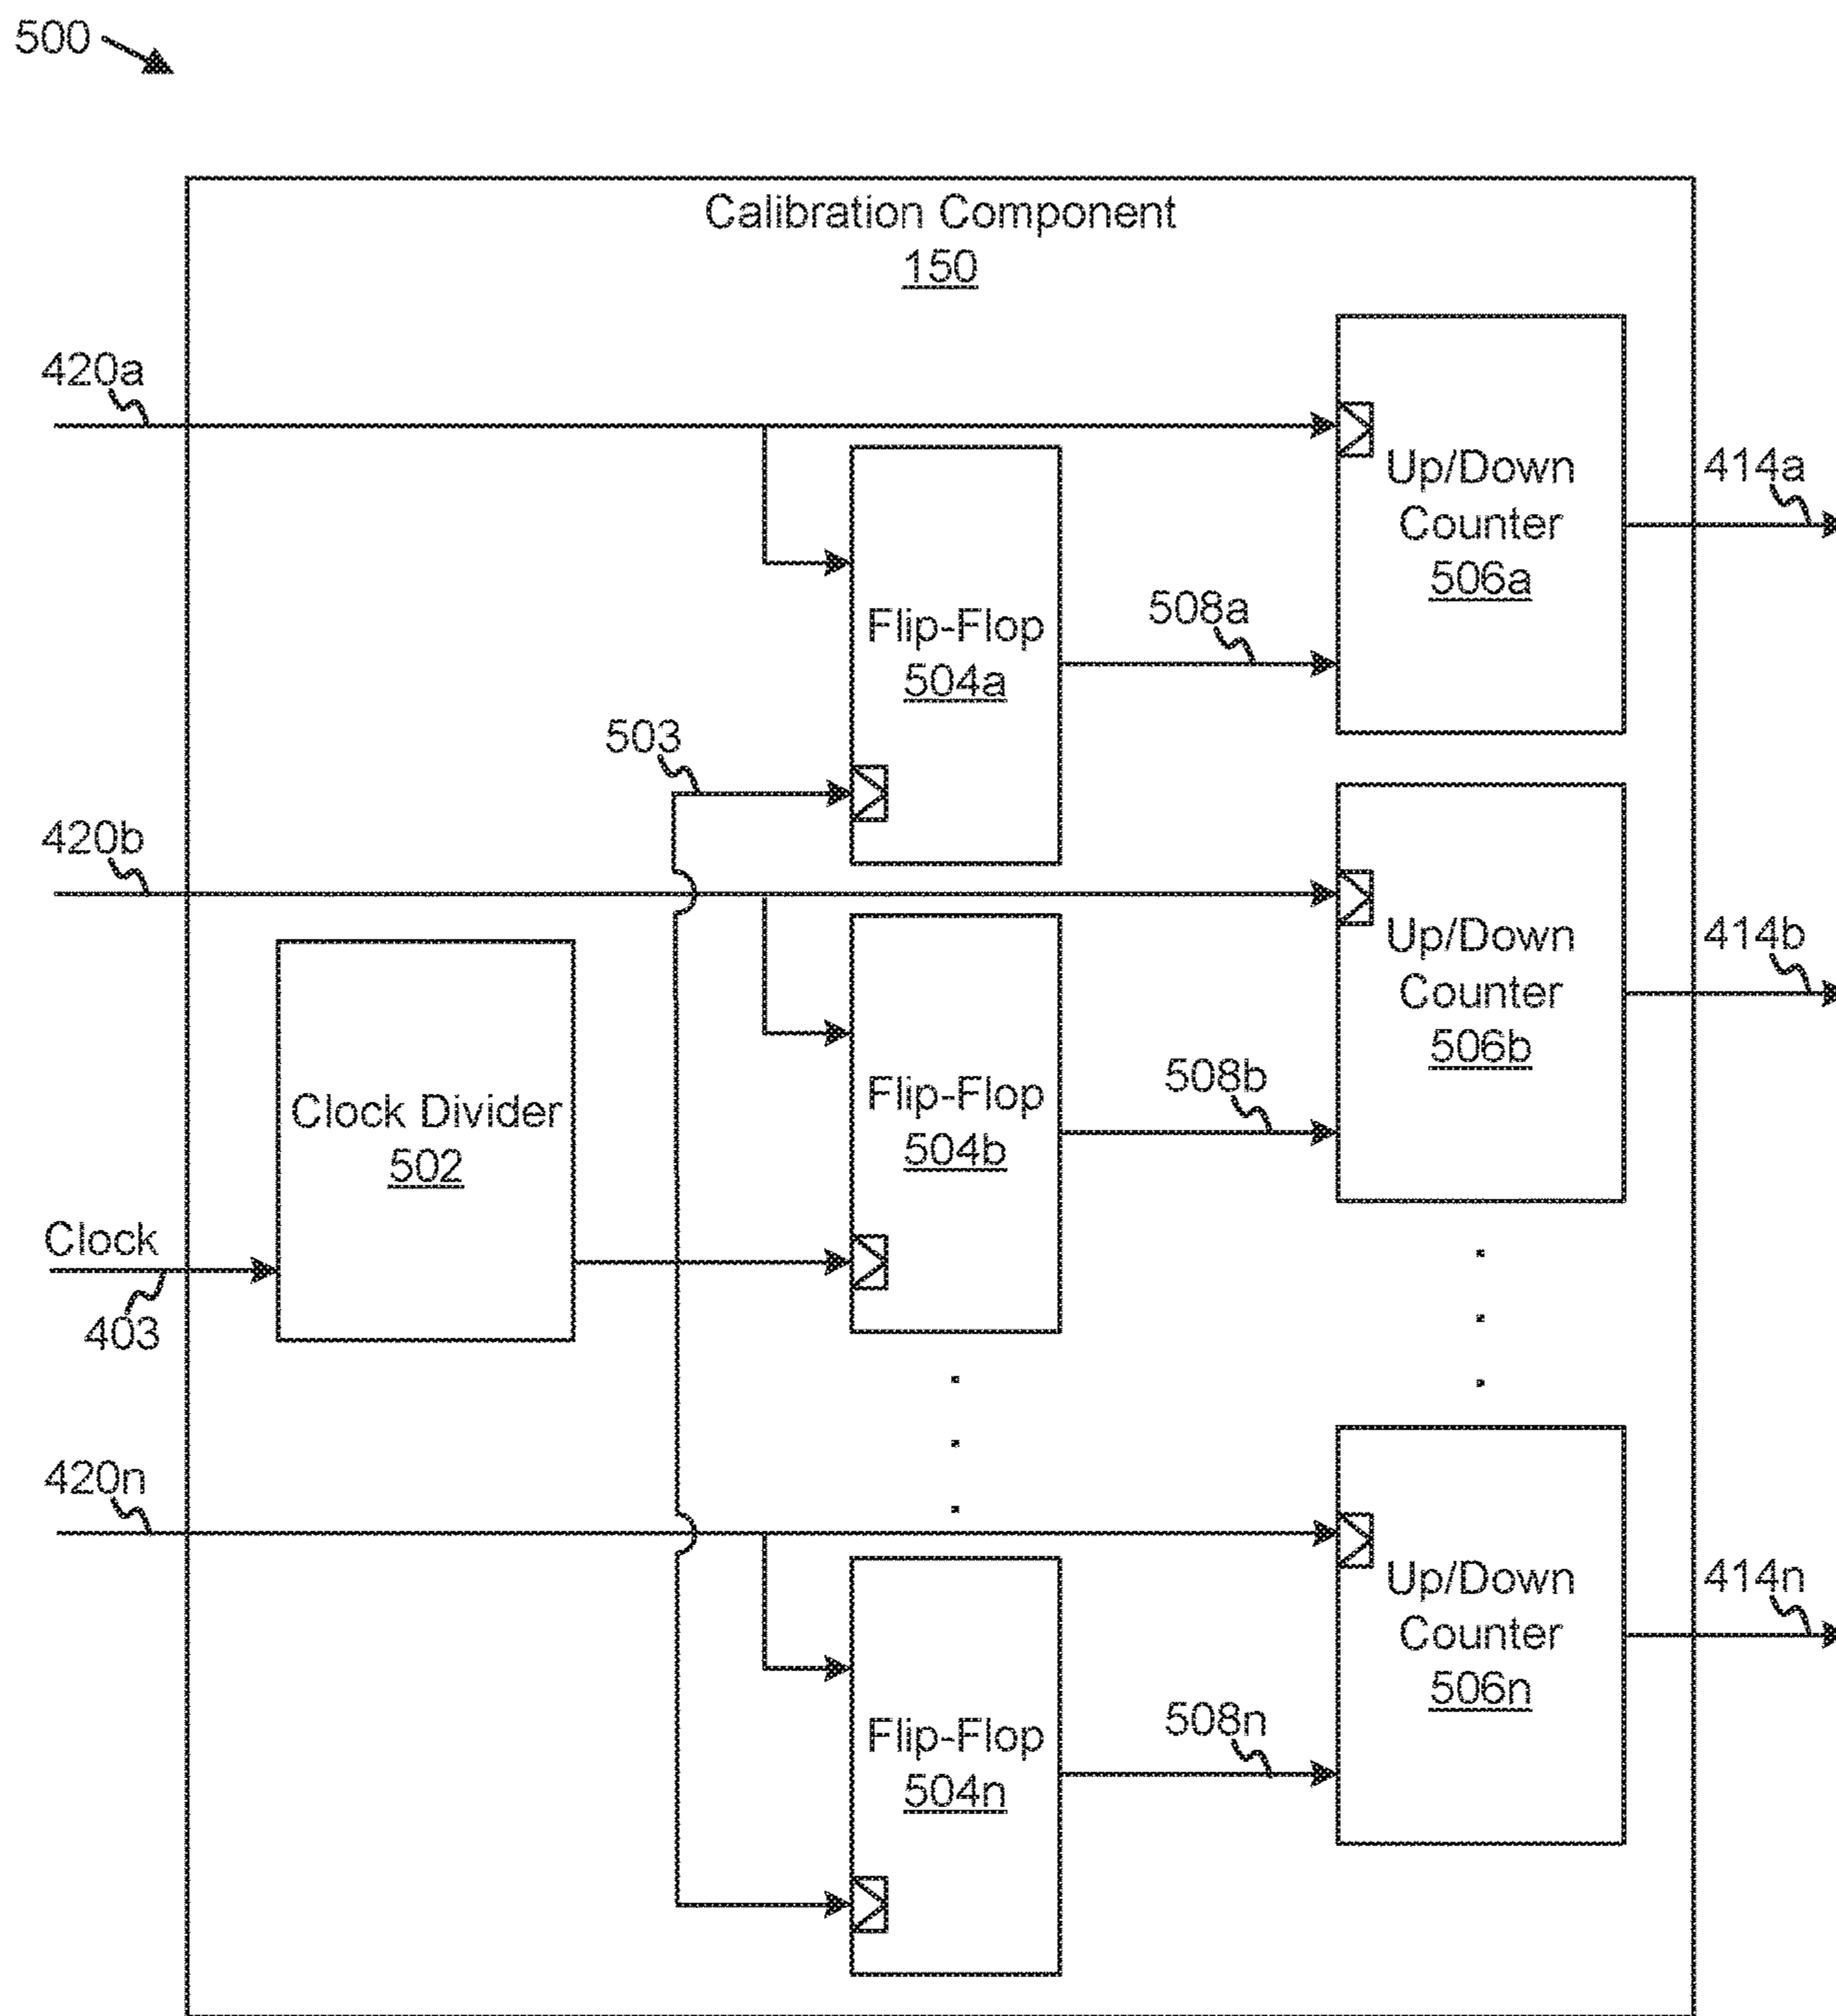 500
Calibration Component
150
420a
Up/Down
Counter
506a
414a
508a
Flip-Flop
504a
503
420b
Up/Down
Counter
506b
414b
508b
Flip-Flop
504b
Clock Divider
502
Clock
403
420n
Up/Down
Counter
506n
414n
508n
Flip-Flop
504n